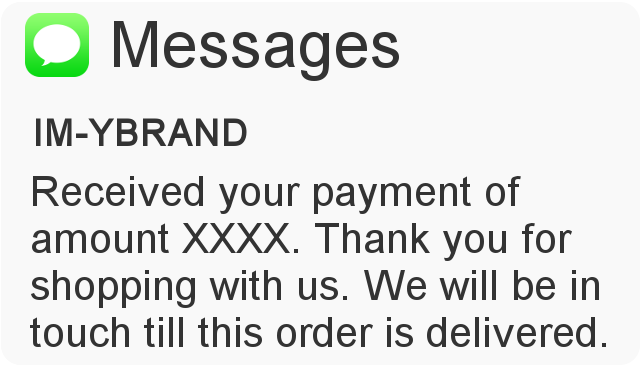 Messages
IM-YBRAND
Received your payment of
amount XXXX. Thank you for
shopping with us. We will be in
touch till this order is delivered.